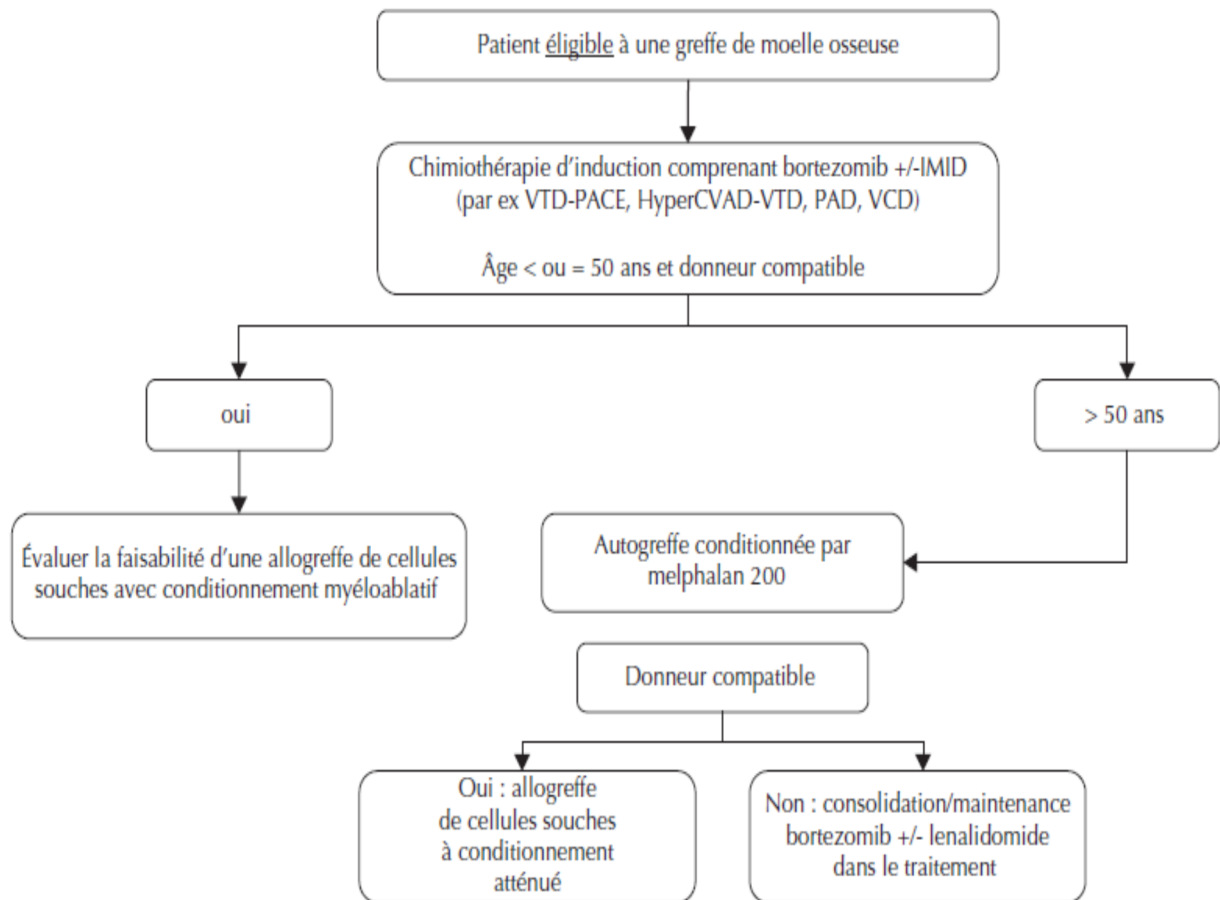 Patient éligible à une greffe de moelle osseuse
Chimiothérapie d'induction comprenant bortezomib +/-IMID
(par ex VTD-PACE, HyperCVAD-VTD, PAD, VCD)
Âge < ou = 50 ans et donneur compatible
oui
> 50 ans
Évaluer la faisabilité d'une allogreffe de cellules
souches avec conditionnement myéloablatif
Autogreffe conditionnée par
melphalan 200
Donneur compatible
Oui : allogreffe
de cellules souches
à conditionnement
atténué
Non : consolidation/maintenance
bortezomib +/- lenalidomide
dans le traitement